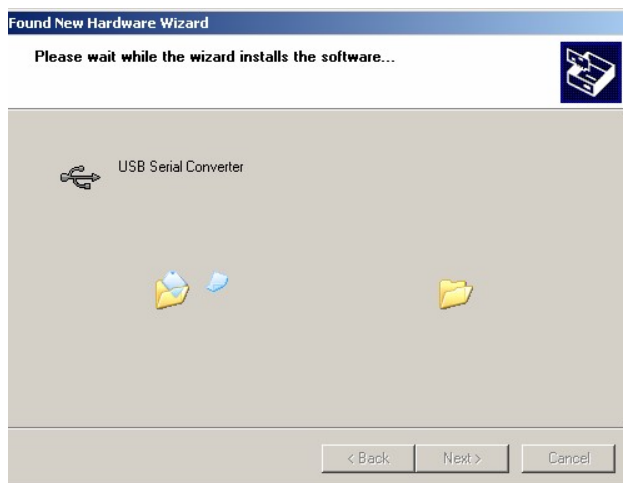 Found New Hardware Wizard
Please wait while the wizard installs the software...
USB Serial Converter
< Back Next > Cancel